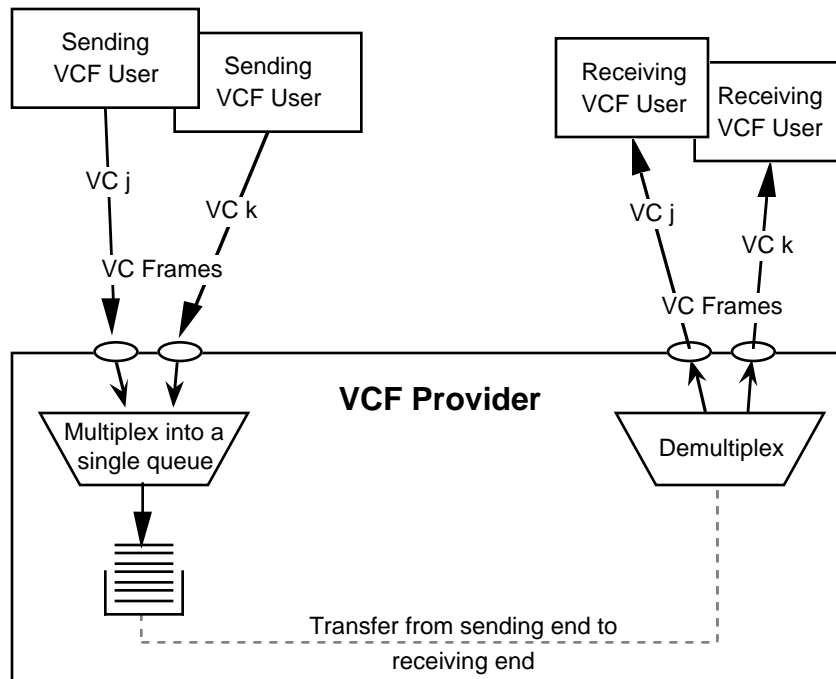 Sending
VCF User
Sending
VCF User
Receiving
VCF User
Receiving
VCF User
VC j
VC k
VC j
VC k
VC Frames
VC Frames
VCF Provider
Multiplex into a
single queue
Demultiplex
Transfer from sending end to
receiving end